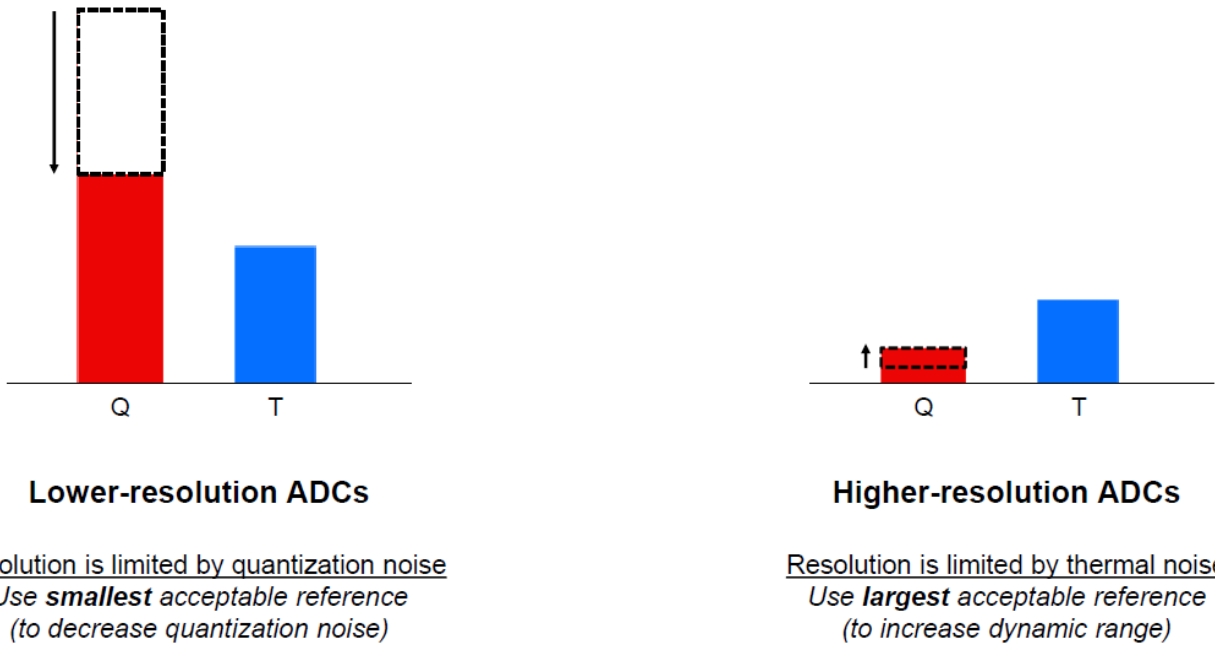 Q
T
Q
T
Lower-resolution ADCs
olution is limited by quantization noise
Use smallest acceptable reference
(to decrease quantization noise)
Higher-resolution ADCs
Resolution is limited by thermal noise
Use largest acceptable reference
(to increase dynamic range)